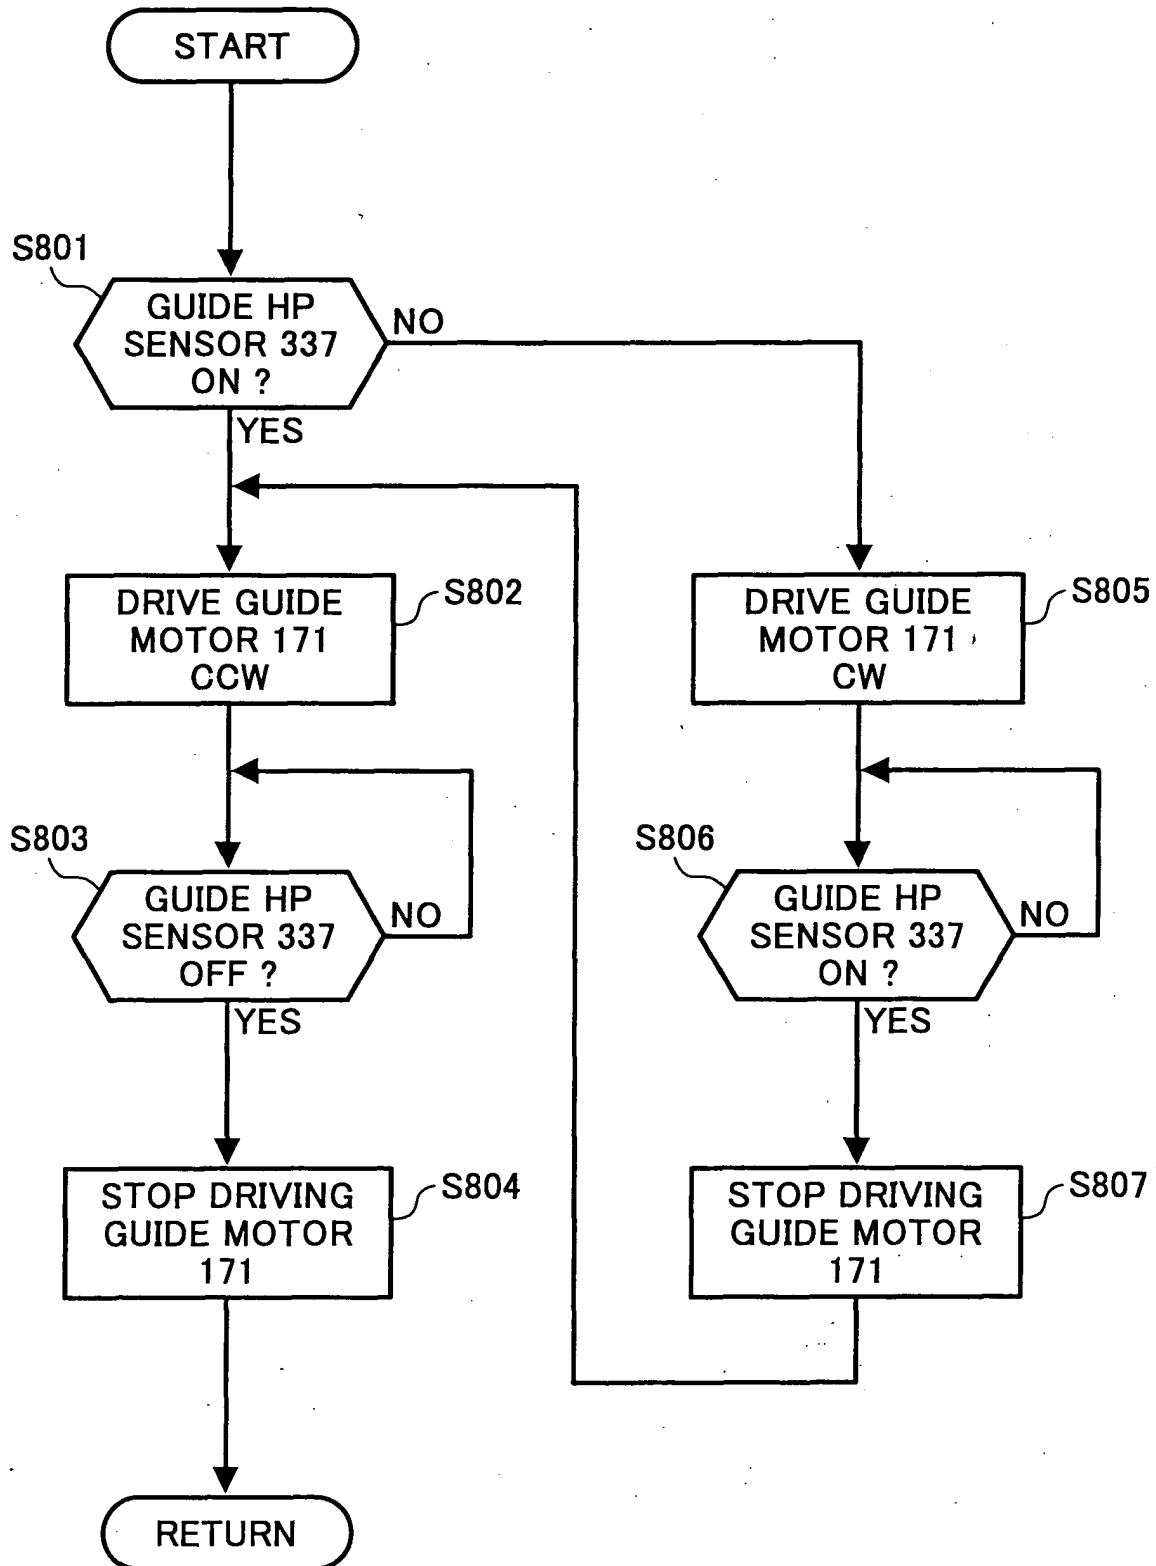 START
S801
GUIDE HP
SENSOR 337
ON ?
NO
YES
DRIVE GUIDE
MOTOR 171
CCW
S802
DRIVE GUIDE
MOTOR 171
CW
S805
S803
GUIDE HP
SENSOR 337
OFF ?
NO
YES
S806
GUIDE HP
SENSOR 337
ON ?
NO
YES
STOP DRIVING
GUIDE MOTOR
171
S804
STOP DRIVING
GUIDE MOTOR
171
S807
RETURN